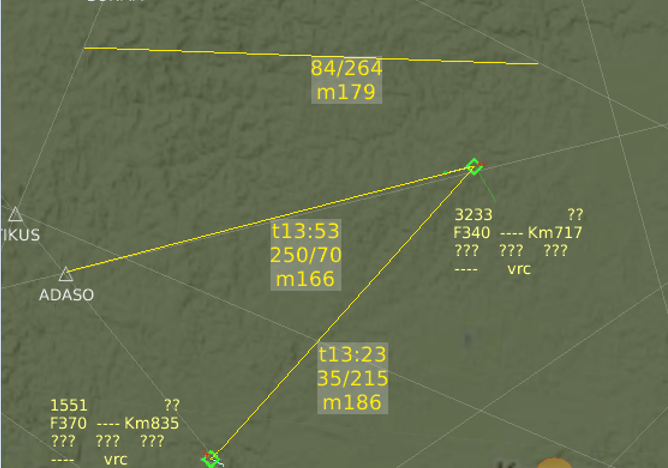 84/264
m179
IKUS
ADASO
t13:53
250/70
m166
3233 ??
F340 ---- Km717
??? ??? ???
---- vrc
t13:23
35/215
m186
1551 ??
F370 ---- Km835
??? ??? ???
---- vrc